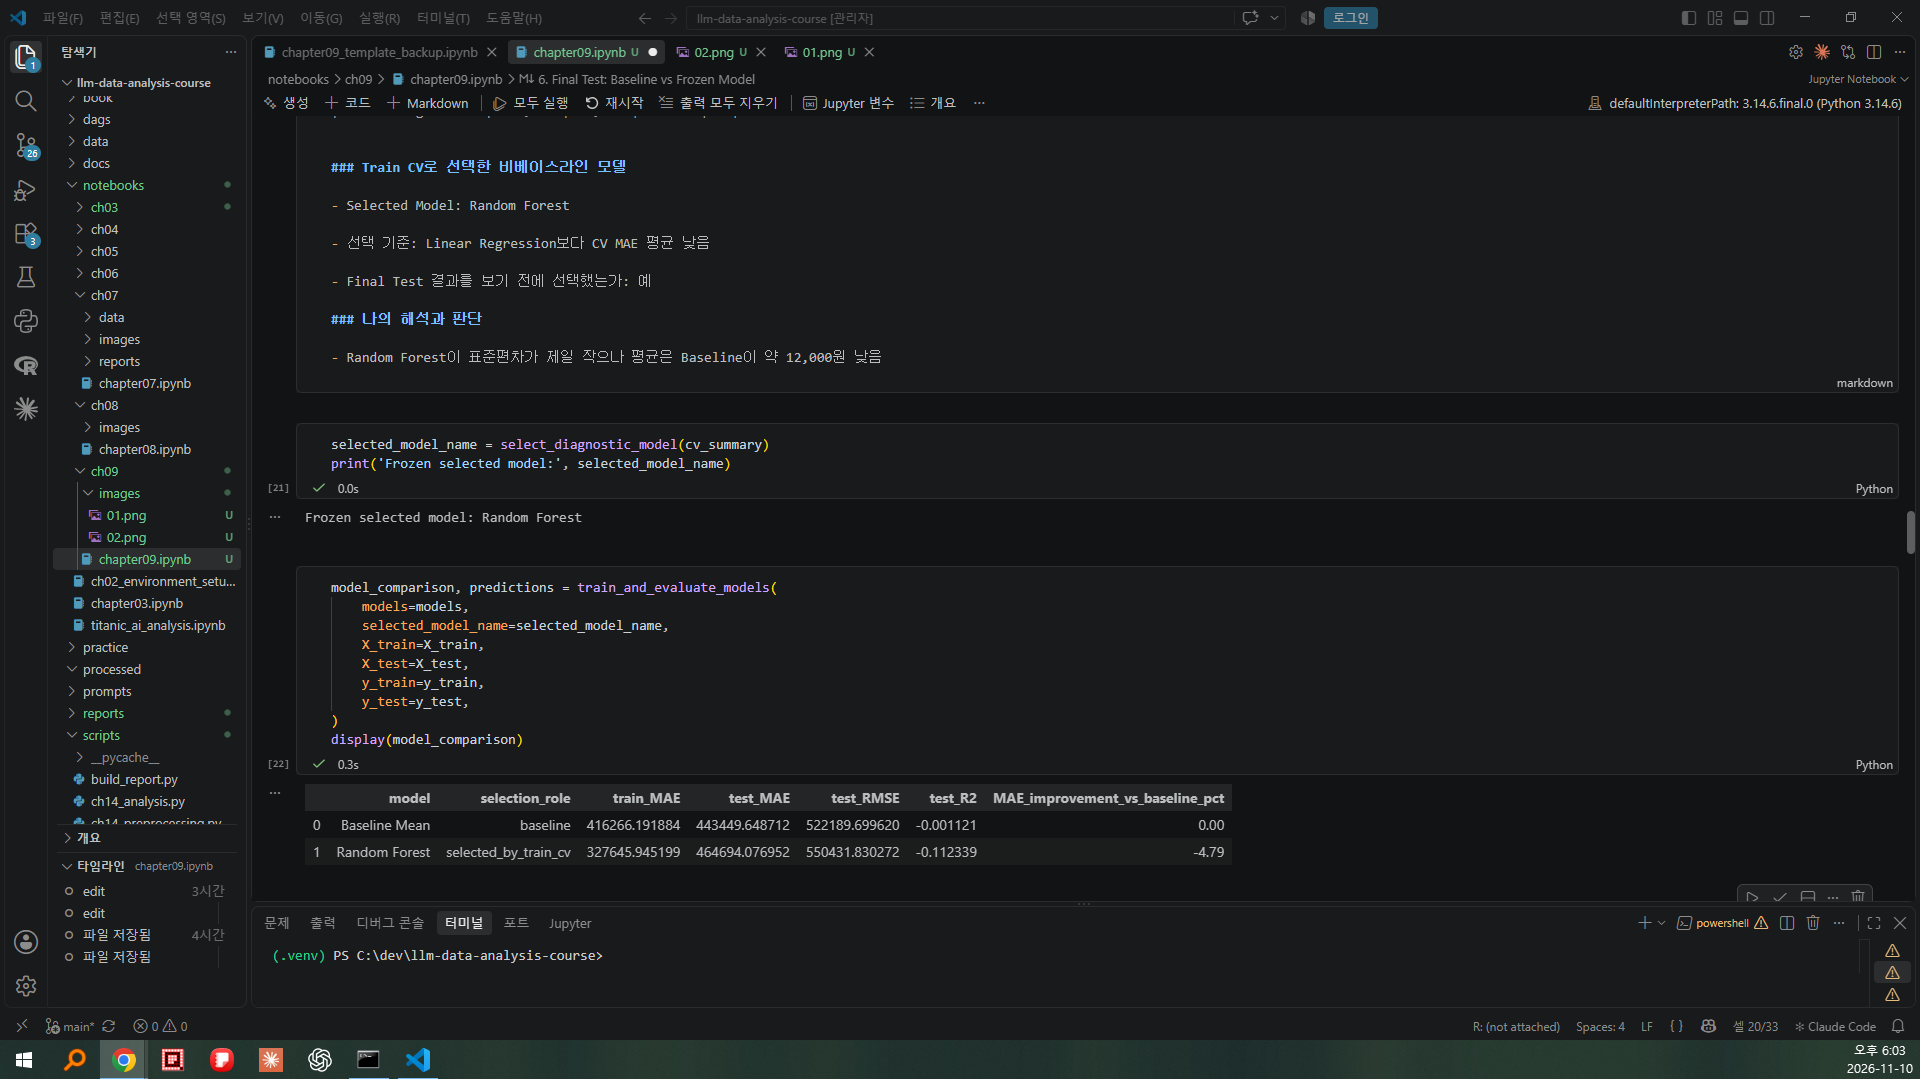 파일(F) 편집(E) 선택 영역(S) 보기(V) 이동(G) 실행(R) 터미널(T) 도움말(H)
llm-data-analysis-course [관리자]
로그인
탐색기
chapter09_template_backup.ipynb
chapter09.ipynb U
02.png U
01.png U
llm-data-analysis-course
notebooks > ch09 > chapter09.ipynb > M↓ 6. Final Test: Baseline vs Frozen Model
Jupyter Notebook
생성 + 코드 + Markdown 모두 실행 재시작 출력 모두 지우기 Jupyter 변수 개요
defaultInterpreterPath: 3.14.6.final.0 (Python 3.14.6)
book
dags
data
docs
notebooks
ch03
ch04
ch05
ch06
ch07
data
images
reports
chapter07.ipynb
ch08
images
chapter08.ipynb
ch09
images
01.png U
02.png U
chapter09.ipynb U
ch02_environment_setu...
chapter03.ipynb
titanic_ai_analysis.ipynb
practice
processed
prompts
reports
scripts
__pycache__
build_report.py
ch14_analysis.py
ch14_preprocessing.py
개요
타임라인 chapter09.ipynb
edit 3시간
edit
파일 저장됨 4시간
파일 저장됨
### Train CV로 선택한 비베이스라인 모델
- Selected Model: Random Forest
- 선택 기준: Linear Regression보다 CV MAE 평균 낮음
- Final Test 결과를 보기 전에 선택했는가: 예
### 나의 해석과 판단
- Random Forest이 표준편차가 제일 작으나 평균은 Baseline이 약 12,000원 낮음
markdown
selected_model_name = select_diagnostic_model(cv_summary)
print('Frozen selected model:', selected_model_name)
[21] 0.0s Python
Frozen selected model: Random Forest
model_comparison, predictions = train_and_evaluate_models(
models=models,
selected_model_name=selected_model_name,
X_train=X_train,
X_test=X_test,
y_train=y_train,
y_test=y_test,
)
display(model_comparison)
[22] 0.3s Python
model selection_role train_MAE test_MAE test_RMSE test_R2 MAE_improvement_vs_baseline_pct
0 Baseline Mean baseline 416266.191884 443449.648712 522189.699620 -0.001121 0.00
1 Random Forest selected_by_train_cv 327645.945199 464694.076952 550431.830272 -0.112339 -4.79
문제 출력 디버그 콘솔 터미널 포트 Jupyter
powershell
(.venv) PS C:\dev\llm-data-analysis-course>
main* 0 0
R: (not attached) Spaces: 4 LF { } 셀 20/33 Claude Code
오후 6:03
2026-11-10
1
26
3